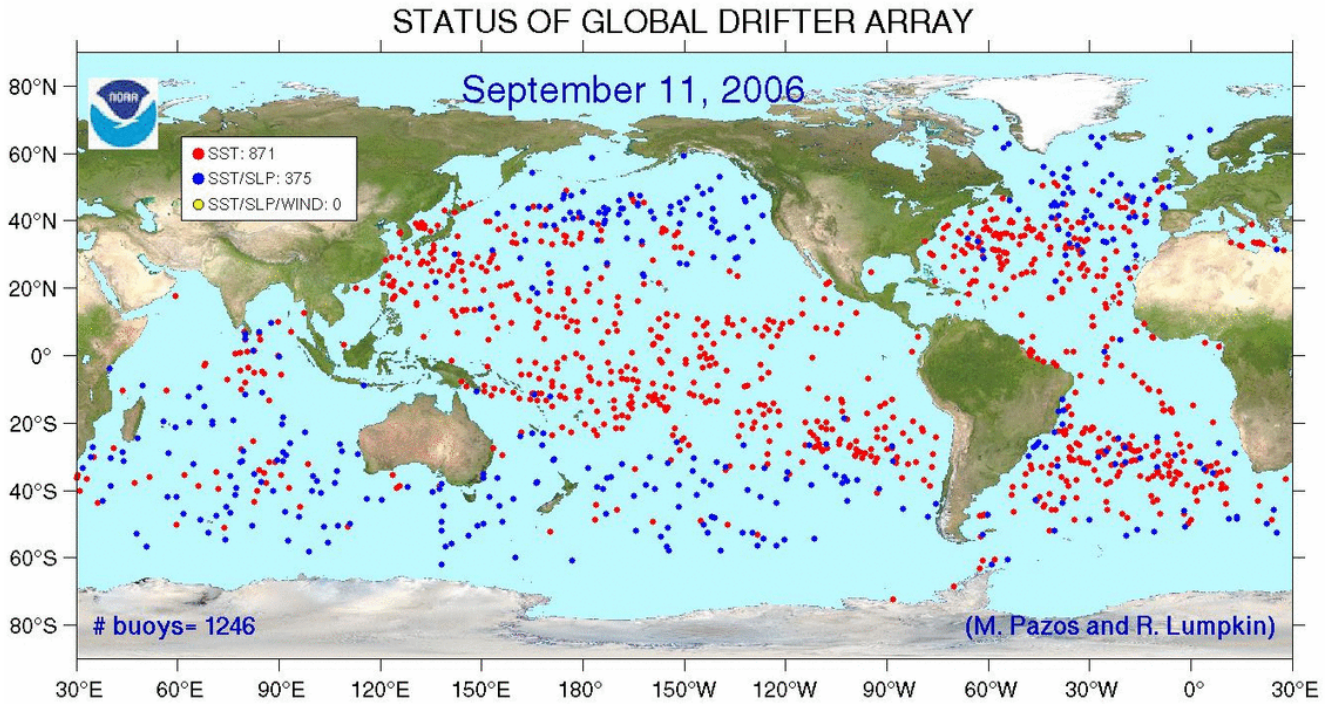 STATUS OF GLOBAL DRIFTER ARRAY
September 11, 2006
NOAA
SST: 871
SST/SLP: 375
SST/SLP/WIND: 0
80°N
60°N
40°N
20°N
0°
20°S
40°S
60°S
80°S
# buoys= 1246
(M. Pazos and R. Lumpkin)
30°E 60°E 90°E 120°E 150°E 180° 150°W 120°W 90°W 60°W 30°W 0° 30°E